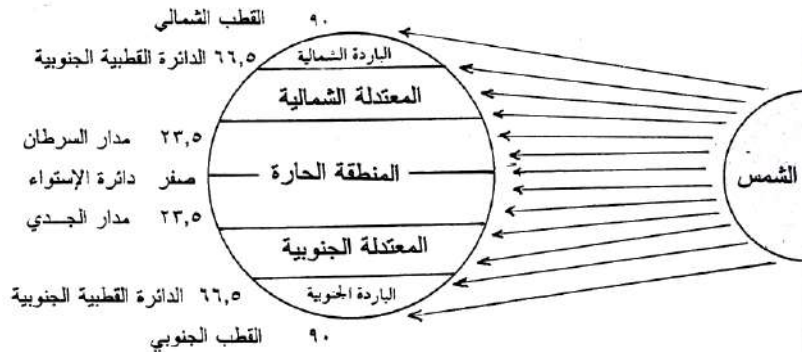 القطب الشمالي ٩٠
٦٦,٥ الدائرة القطبية الجنوبية
الباردة الشمالية
المعتدلة الشمالية
٢٣,٥ مدار السرطان
صفر دائرة الإستواء
المنطقة الحارة
الشمس
٢٣,٥ مدار الجــدي
المعتدلة الجنوبية
٦٦,٥ الدائرة القطبية الجنوبية
الباردة الجنوبية
القطب الجنوبي ٩٠